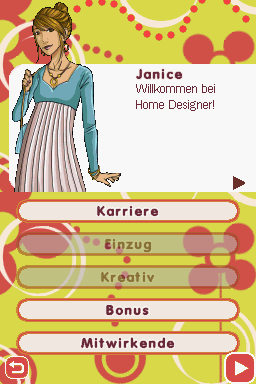 Janice
Willkommen bei
Home Designer!
Karriere
Einzug
Kreativ
Bonus
Mitwirkende